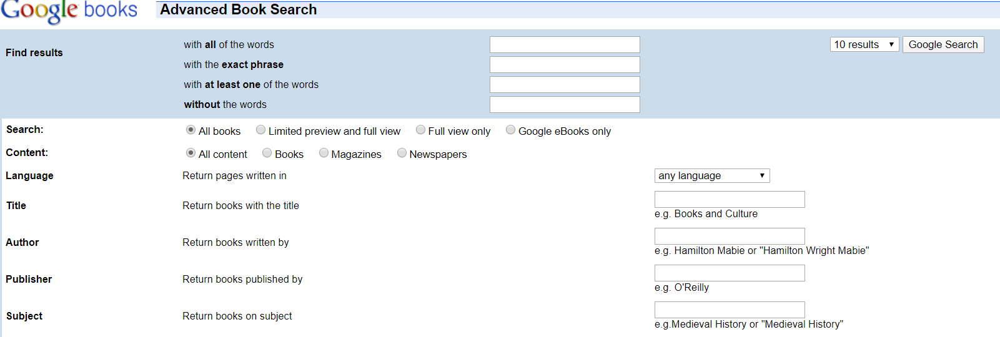 Google books
Advanced Book Search
Find results
with all of the words
10 results
Google Search
with the exact phrase
with at least one of the words
without the words
Search:
All books Limited preview and full view Full view only Google eBooks only
Content:
All content Books Magazines Newspapers
Language Return pages written in any language
Title Return books with the title
e.g. Books and Culture
Author Return books written by
e.g. Hamilton Mabie or "Hamilton Wright Mabie"
Publisher Return books published by
e.g. O'Reilly
Subject Return books on subject
e.g.Medieval History or "Medieval History"